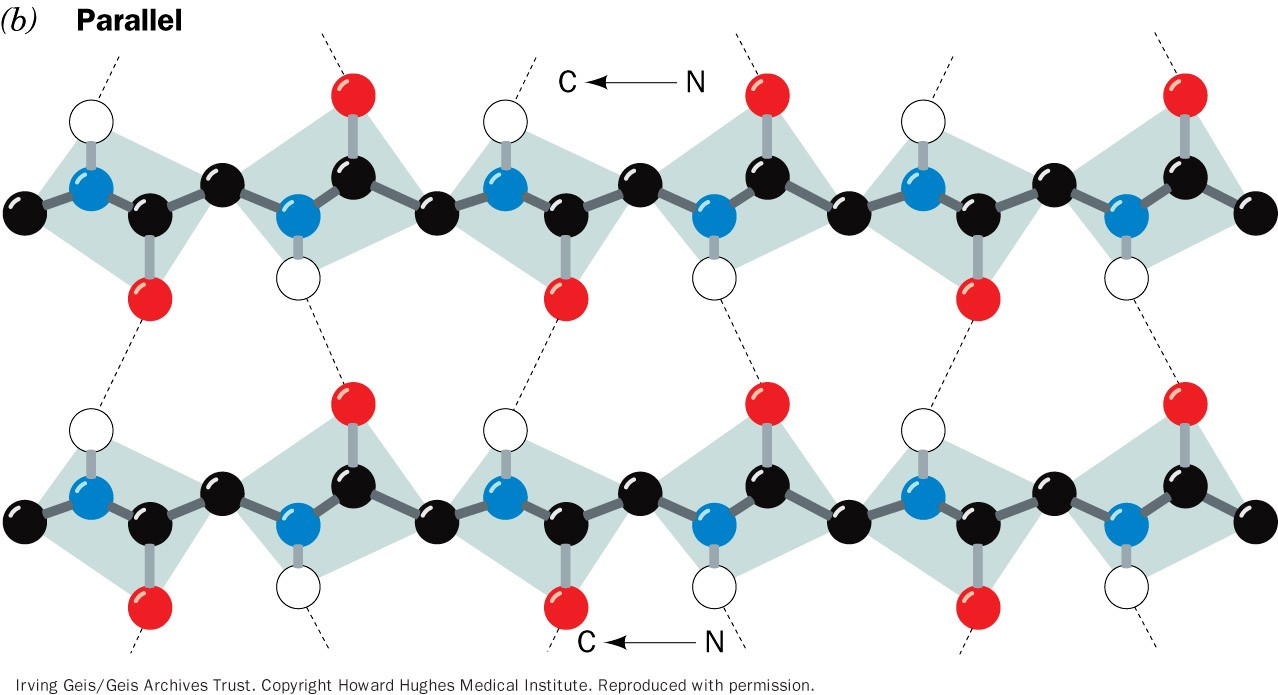 (b) Parallel
C ← N
C ← N
Irving Geis/Geis Archives Trust. Copyright Howard Hughes Medical Institute. Reproduced with permission.